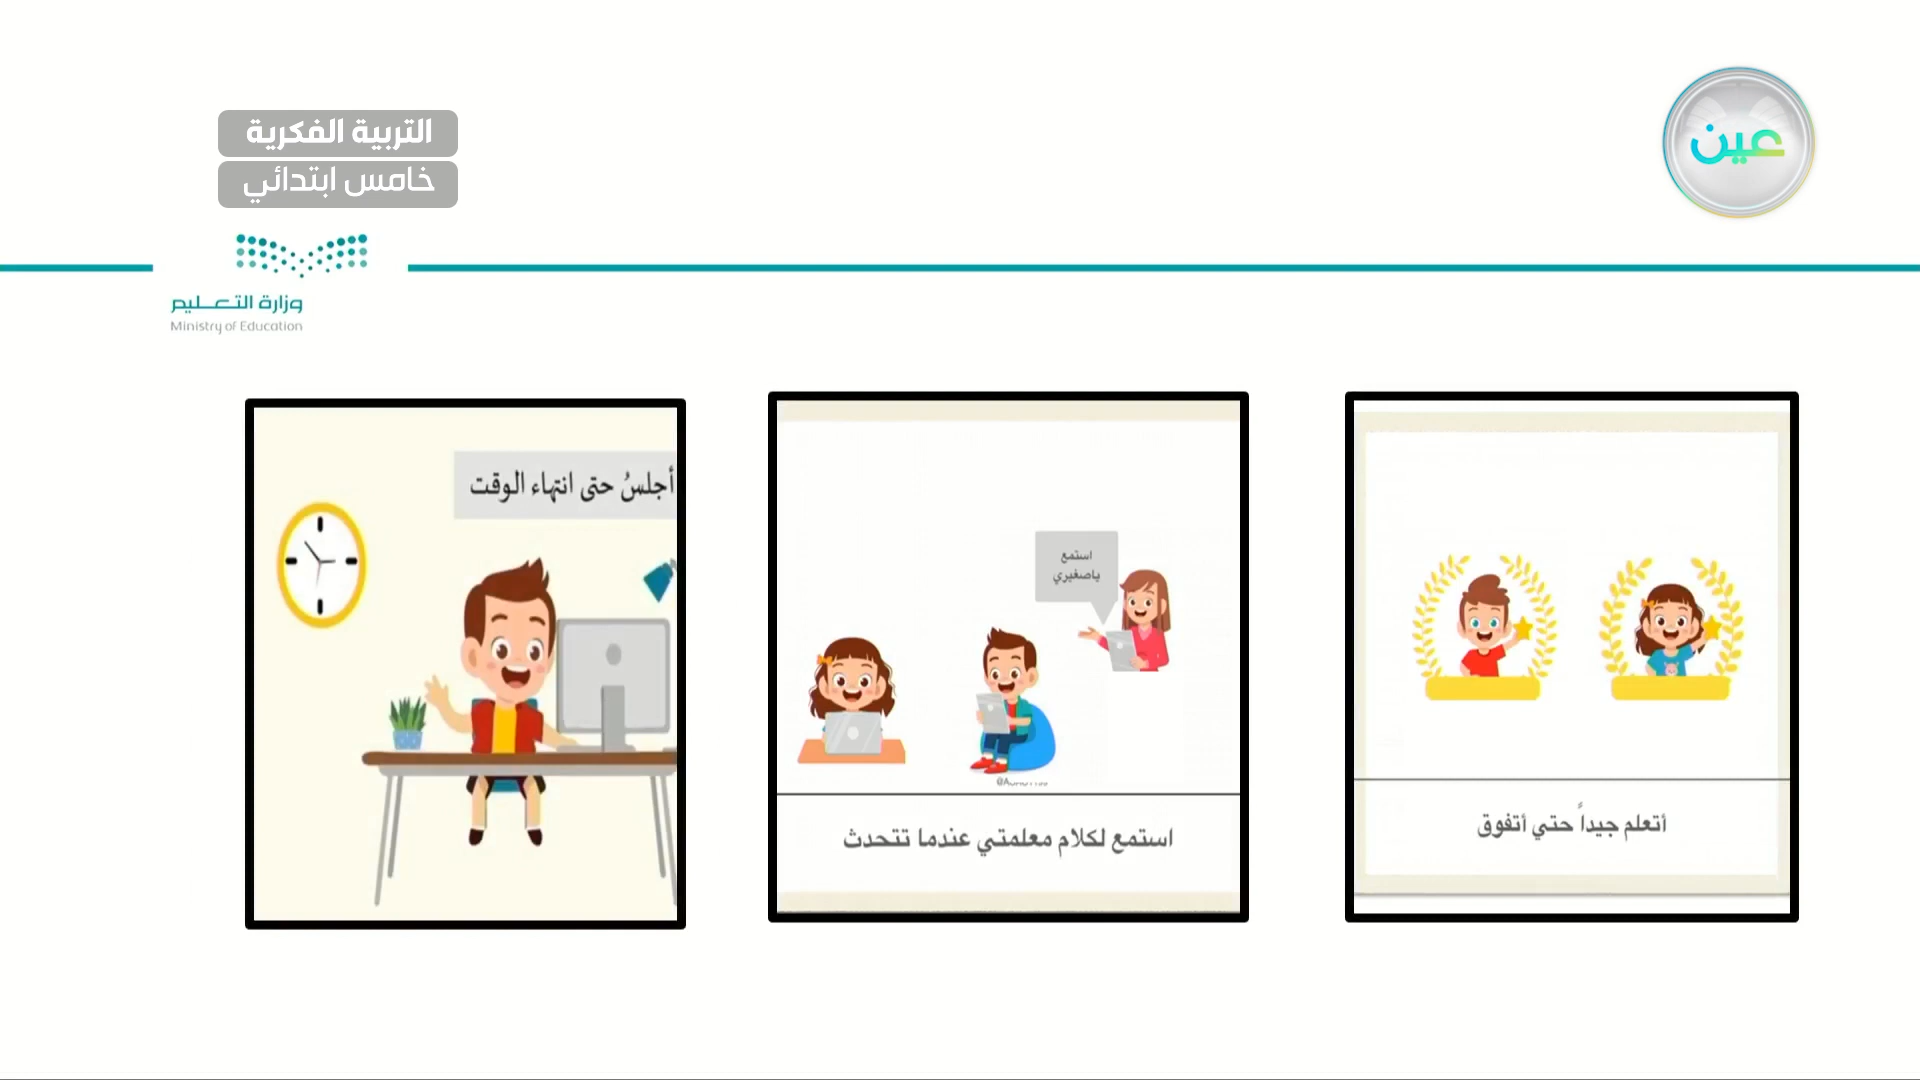 عين
التربية الفكرية
خامس ابتدائي
وزارة التعليم
Ministry of Education
استمع
ياصغيري
أتعلم جيداً حتي أتفوق
استمع لكلام معلمتي عندما تتحدث
أجلسُ حتى انتهاء الوقت